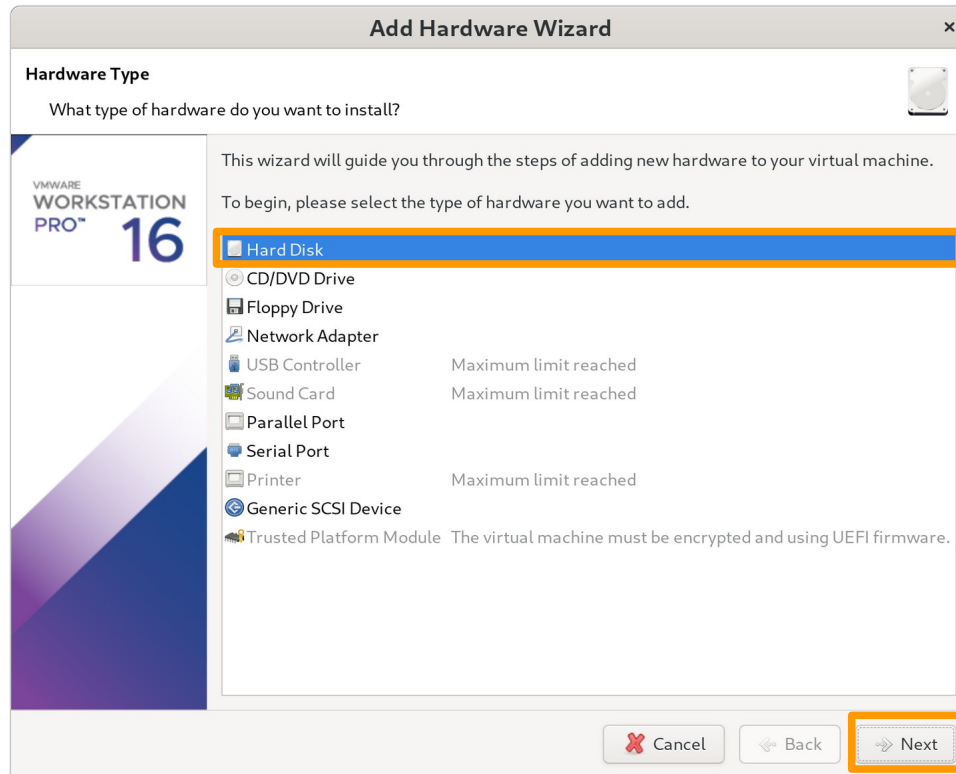 Add Hardware Wizard ×
Hardware Type
What type of hardware do you want to install?
VMWARE
WORKSTATION
PRO™ 16
This wizard will guide you through the steps of adding new hardware to your virtual machine.
To begin, please select the type of hardware you want to add.
Hard Disk
CD/DVD Drive
Floppy Drive
Network Adapter
USB Controller Maximum limit reached
Sound Card Maximum limit reached
Parallel Port
Serial Port
Printer Maximum limit reached
Generic SCSI Device
Trusted Platform Module The virtual machine must be encrypted and using UEFI firmware.
Cancel Back Next